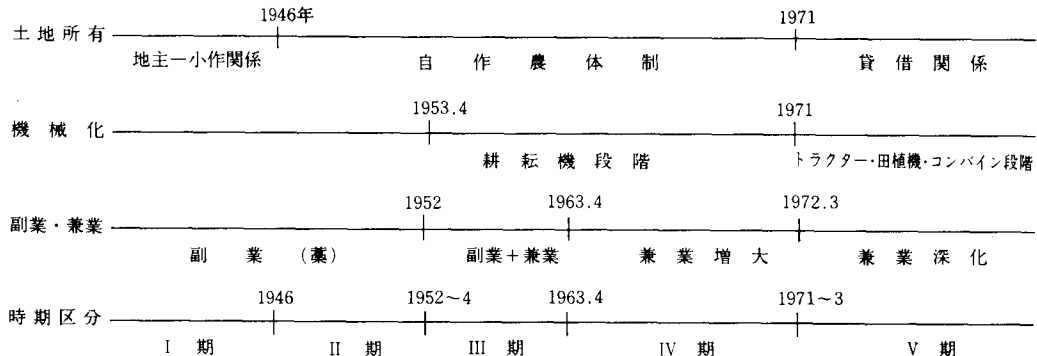 1946年 1971
土地所有
地主－小作関係 自作農体制 貸借関係
1953.4 1971
機械化
耕耘機段階 トラクター・田植機・コンバイン段階
1952 1963.4 1972.3
副業・兼業
副業(藁) 副業＋兼業 兼業増大 兼業深化
1946 1952～4 1963.4 1971～3
時期区分
I期 II期 III期 IV期 V期